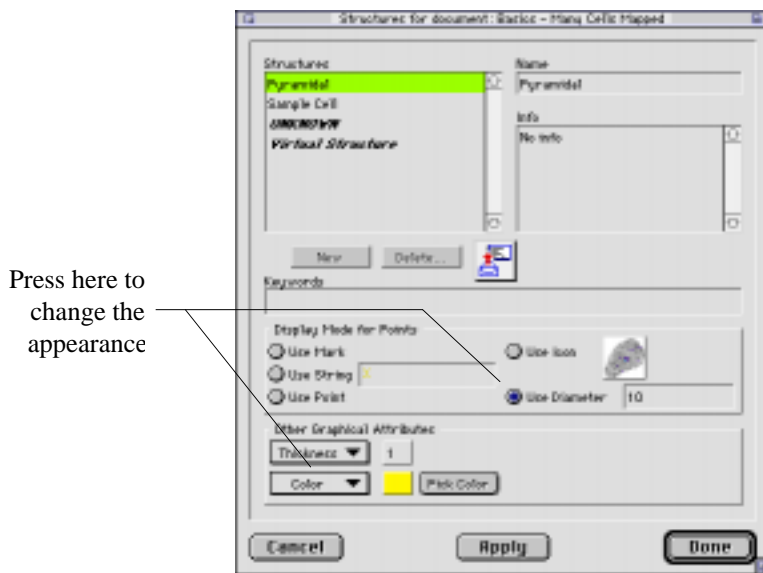 Structures for document: Basics - Many Cells Mapped
Structures
Name
Pyramidal
Pyramidal
Sample Cell
UNKNOWN
Virtual Structure
Info
No info
New
Delete...
Keywords
Press here to
change the
appearance
Display Mode for Points
Use Mark
Use Icon
Use String
Use Point
Use Diameter
10
Other Graphical Attributes
Thickness
1
Color
Pick Color
Cancel
Apply
Done